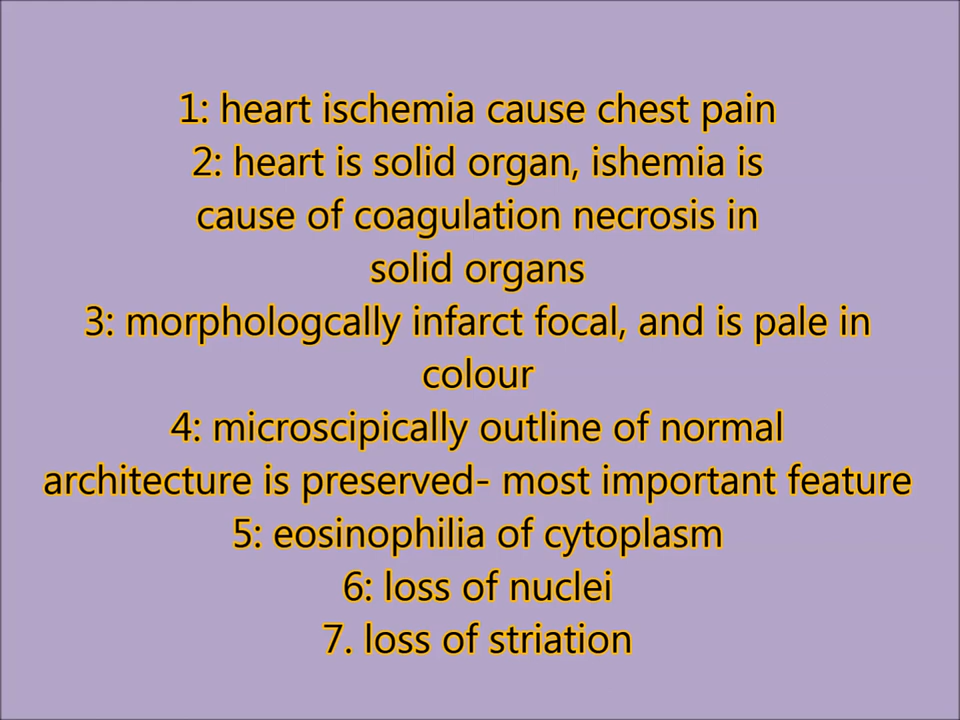 1: heart ischemia cause chest pain
2: heart is solid organ, ishemia is
cause of coagulation necrosis in
solid organs
3: morphologcally infarct focal, and is pale in
colour
4: microscipically outline of normal
architecture is preserved- most important feature
5: eosinophilia of cytoplasm
6: loss of nuclei
7. loss of striation